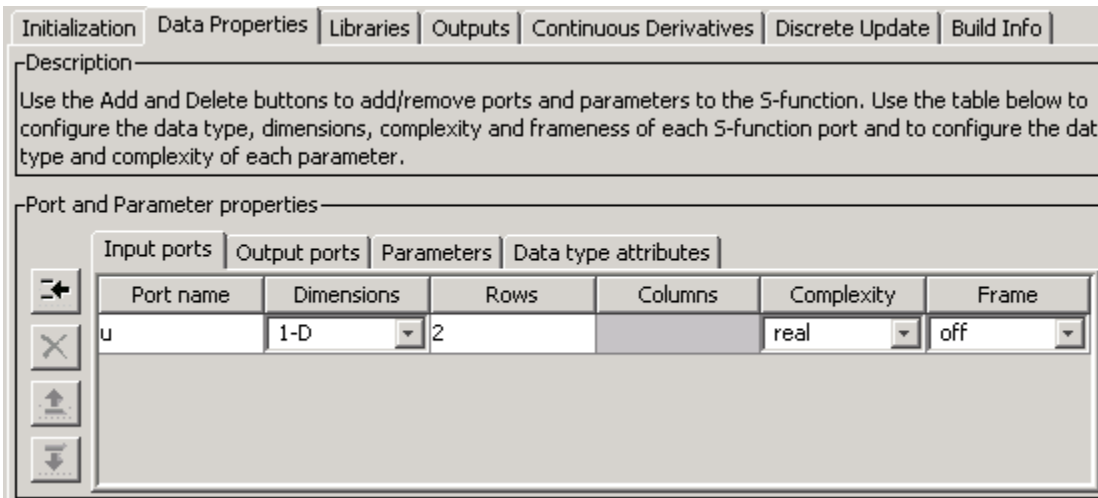 Initialization Data Properties Libraries Outputs Continuous Derivatives Discrete Update Build Info
Description
Use the Add and Delete buttons to add/remove ports and parameters to the S-function. Use the table below to
configure the data type, dimensions, complexity and frameness of each S-function port and to configure the dat
type and complexity of each parameter.
Port and Parameter properties
Input ports Output ports Parameters Data type attributes
Port name Dimensions Rows Columns Complexity Frame
u 1-D 2 real off